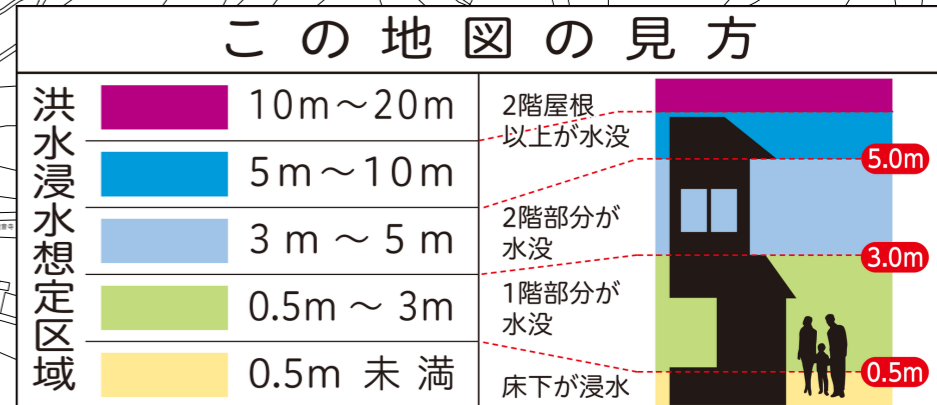 この地図の見方
洪水浸水想定区域
10m～20m
5m～10m
3m～5m
0.5m～3m
0.5m 未満
2階屋根
以上が水没
2階部分が
水没
1階部分が
水没
床下が浸水
5.0m
3.0m
0.5m